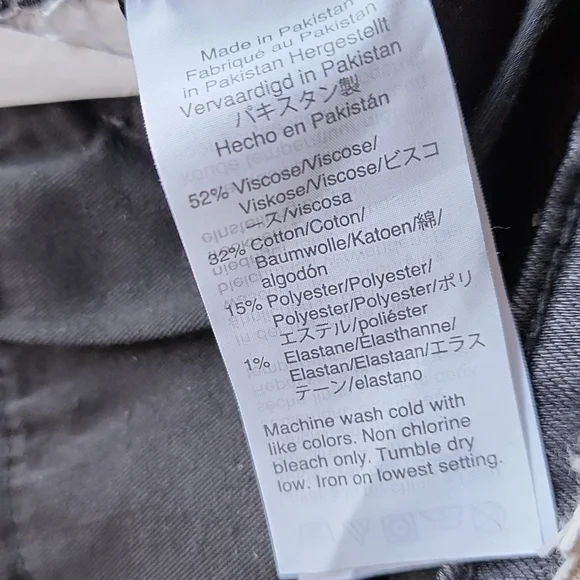 Made in Pakistan
Fabriqué au Pakistan
in Pakistan Hergestellt
Vervaardigd in Pakistan
パキスタン製
Hecho en Pakistán
52% Viscose/Viscose/
Viskose/Viscose/ビスコ
ース/viscosa
32% Cotton/Coton/
Baumwolle/Katoen/綿/
algodón
15% Polyester/Polyester/
Polyester/Polyester/ポリ
エステル/poliéster
1% Elastane/Élasthanne/
Elastan/Elastaan/エラス
テーン/elastano
Machine wash cold with
like colors. Non chlorine
bleach only. Tumble dry
low. Iron on lowest setting.